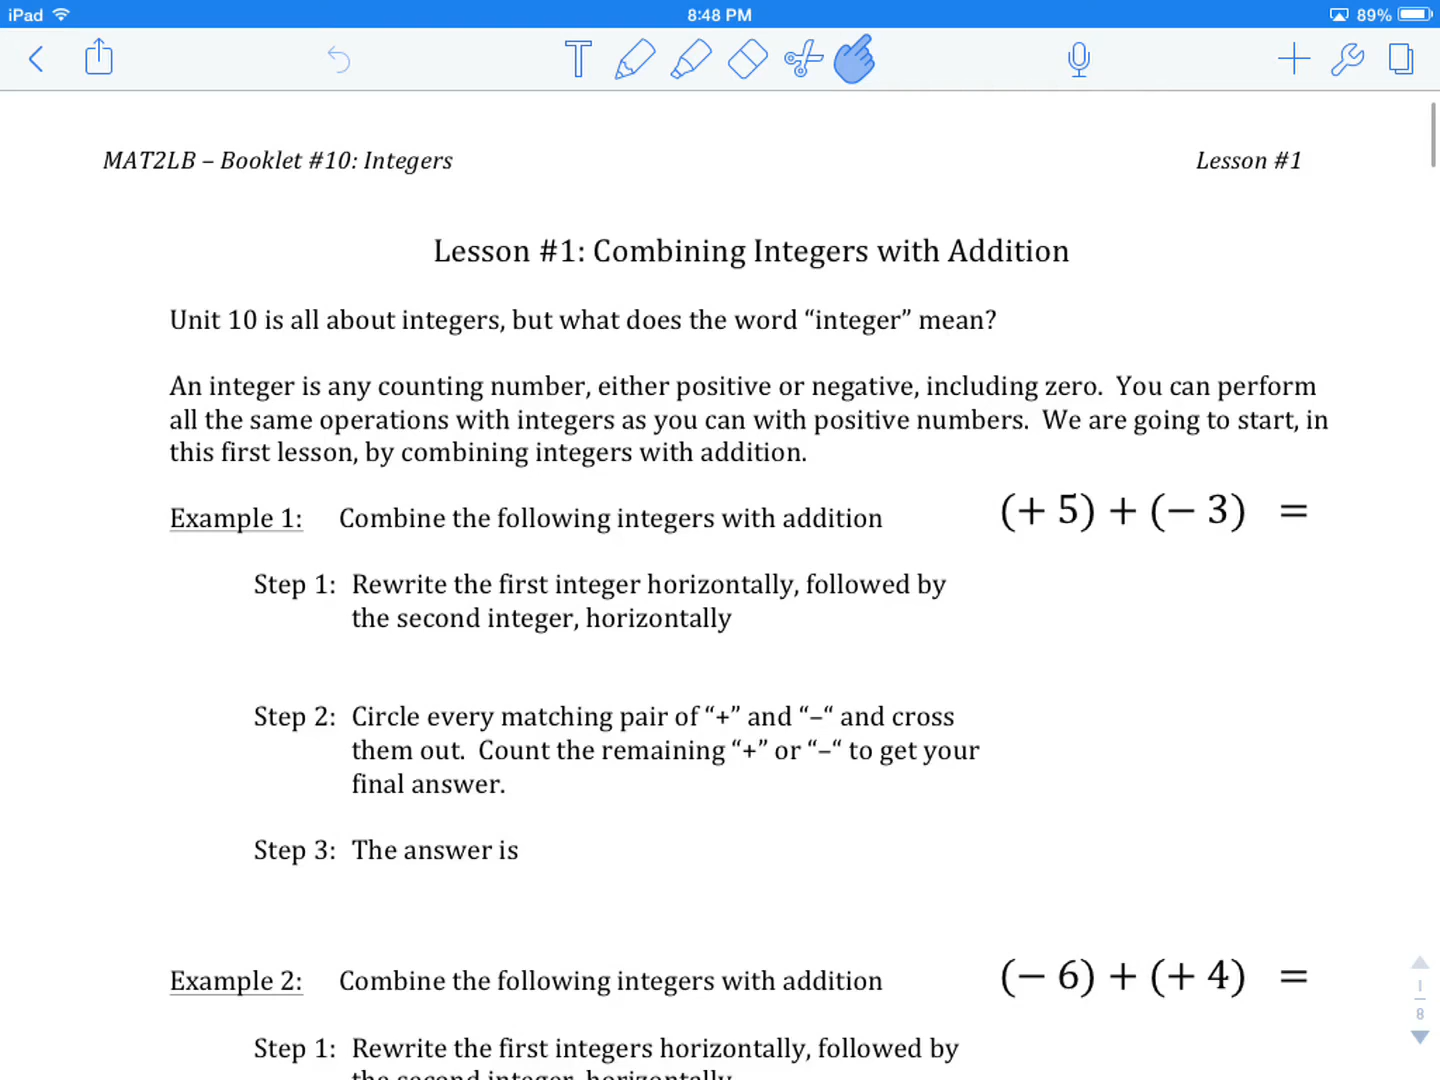 iPad 8:48 PM 89%
T
MAT2LB – Booklet #10: Integers Lesson #1
Lesson #1: Combining Integers with Addition
Unit 10 is all about integers, but what does the word “integer” mean?
An integer is any counting number, either positive or negative, including zero.  You can perform
all the same operations with integers as you can with positive numbers.  We are going to start, in
this first lesson, by combining integers with addition.
Example 1: Combine the following integers with addition (+ 5) + (− 3) =
Step 1: Rewrite the first integer horizontally, followed by
the second integer, horizontally
Step 2: Circle every matching pair of “+” and “–“ and cross
them out.  Count the remaining “+” or “–“ to get your
final answer.
Step 3: The answer is
Example 2: Combine the following integers with addition (− 6) + (+ 4) =
1
8
Step 1: Rewrite the first integers horizontally, followed by
the second integer, horizontally